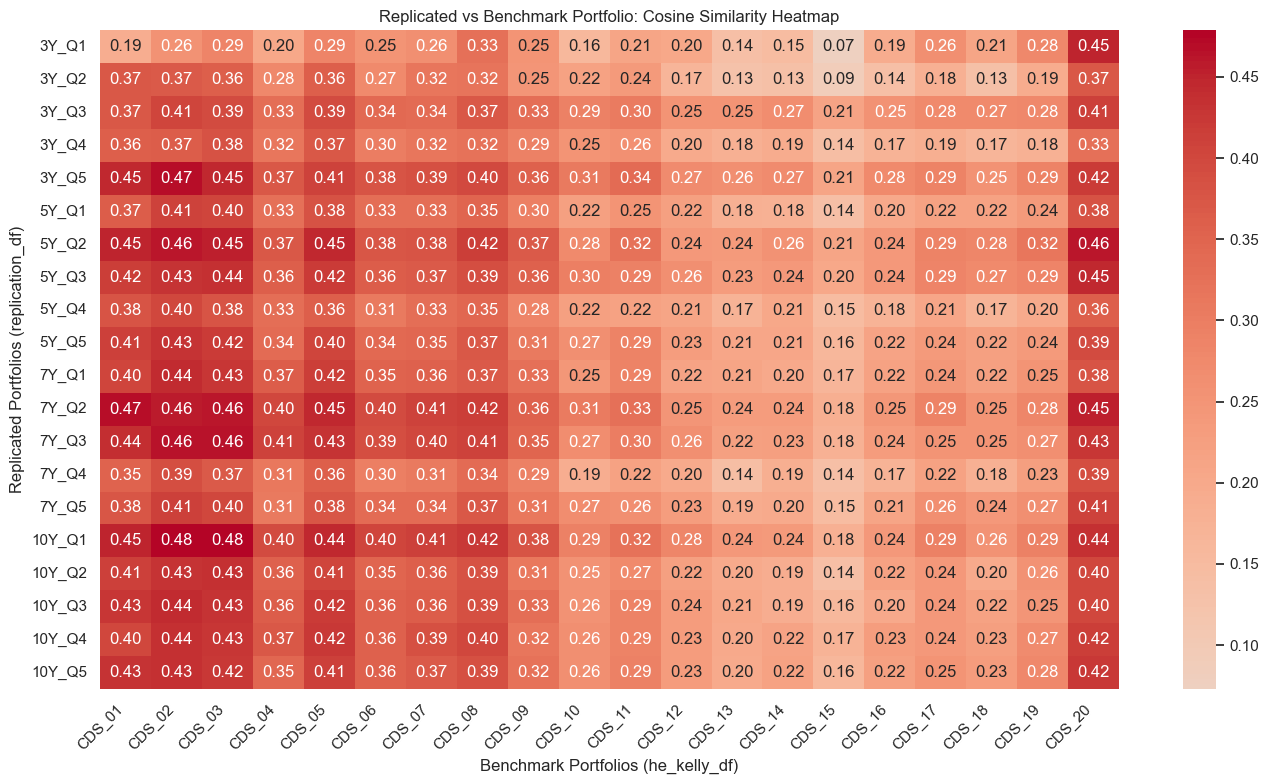 Replicated vs Benchmark Portfolio: Cosine Similarity Heatmap
3Y_Q1 0.19 0.26 0.29 0.20 0.29 0.25 0.26 0.33 0.25 0.16 0.21 0.20 0.14 0.15 0.07 0.19 0.26 0.21 0.28 0.45
3Y_Q2 0.37 0.37 0.36 0.28 0.36 0.27 0.32 0.32 0.25 0.22 0.24 0.17 0.13 0.13 0.09 0.14 0.18 0.13 0.19 0.37
3Y_Q3 0.37 0.41 0.39 0.33 0.39 0.34 0.34 0.37 0.33 0.29 0.30 0.25 0.25 0.27 0.21 0.25 0.28 0.27 0.28 0.41
3Y_Q4 0.36 0.37 0.38 0.32 0.37 0.30 0.32 0.32 0.29 0.25 0.26 0.20 0.18 0.19 0.14 0.17 0.19 0.17 0.18 0.33
3Y_Q5 0.45 0.47 0.45 0.37 0.41 0.38 0.39 0.40 0.36 0.31 0.34 0.27 0.26 0.27 0.21 0.28 0.29 0.25 0.29 0.42
5Y_Q1 0.37 0.41 0.40 0.33 0.38 0.33 0.33 0.35 0.30 0.22 0.25 0.22 0.18 0.18 0.14 0.20 0.22 0.22 0.24 0.38
5Y_Q2 0.45 0.46 0.45 0.37 0.45 0.38 0.38 0.42 0.37 0.28 0.32 0.24 0.24 0.26 0.21 0.24 0.29 0.28 0.32 0.46
5Y_Q3 0.42 0.43 0.44 0.36 0.42 0.36 0.37 0.39 0.36 0.30 0.29 0.26 0.23 0.24 0.20 0.24 0.29 0.27 0.29 0.45
5Y_Q4 0.38 0.40 0.38 0.33 0.36 0.31 0.33 0.35 0.28 0.22 0.22 0.21 0.17 0.21 0.15 0.18 0.21 0.17 0.20 0.36
5Y_Q5 0.41 0.43 0.42 0.34 0.40 0.34 0.35 0.37 0.31 0.27 0.29 0.23 0.21 0.21 0.16 0.22 0.24 0.22 0.24 0.39
7Y_Q1 0.40 0.44 0.43 0.37 0.42 0.35 0.36 0.37 0.33 0.25 0.29 0.22 0.21 0.20 0.17 0.22 0.24 0.22 0.25 0.38
7Y_Q2 0.47 0.46 0.46 0.40 0.45 0.40 0.41 0.42 0.36 0.31 0.33 0.25 0.24 0.24 0.18 0.25 0.29 0.25 0.28 0.45
7Y_Q3 0.44 0.46 0.46 0.41 0.43 0.39 0.40 0.41 0.35 0.27 0.30 0.26 0.22 0.23 0.18 0.24 0.25 0.25 0.27 0.43
7Y_Q4 0.35 0.39 0.37 0.31 0.36 0.30 0.31 0.34 0.29 0.19 0.22 0.20 0.14 0.19 0.14 0.17 0.22 0.18 0.23 0.39
7Y_Q5 0.38 0.41 0.40 0.31 0.38 0.34 0.34 0.37 0.31 0.27 0.26 0.23 0.19 0.20 0.15 0.21 0.26 0.24 0.27 0.41
10Y_Q1 0.45 0.48 0.48 0.40 0.44 0.40 0.41 0.42 0.38 0.29 0.32 0.28 0.24 0.24 0.18 0.24 0.29 0.26 0.29 0.44
10Y_Q2 0.41 0.43 0.43 0.36 0.41 0.35 0.36 0.39 0.31 0.25 0.27 0.22 0.20 0.19 0.14 0.22 0.24 0.20 0.26 0.40
10Y_Q3 0.43 0.44 0.43 0.36 0.42 0.36 0.36 0.39 0.33 0.26 0.29 0.24 0.21 0.19 0.16 0.20 0.24 0.22 0.25 0.40
10Y_Q4 0.40 0.44 0.43 0.37 0.42 0.36 0.39 0.40 0.32 0.26 0.29 0.23 0.20 0.22 0.17 0.23 0.24 0.23 0.27 0.42
10Y_Q5 0.43 0.43 0.42 0.35 0.41 0.36 0.37 0.39 0.32 0.26 0.29 0.23 0.20 0.22 0.16 0.22 0.25 0.23 0.28 0.42
CDS_01 CDS_02 CDS_03 CDS_04 CDS_05 CDS_06 CDS_07 CDS_08 CDS_09 CDS_10 CDS_11 CDS_12 CDS_13 CDS_14 CDS_15 CDS_16 CDS_17 CDS_18 CDS_19 CDS_20
Benchmark Portfolios (he_kelly_df)
Replicated Portfolios (replication_df)
0.45
0.40
0.35
0.30
0.25
0.20
0.15
0.10